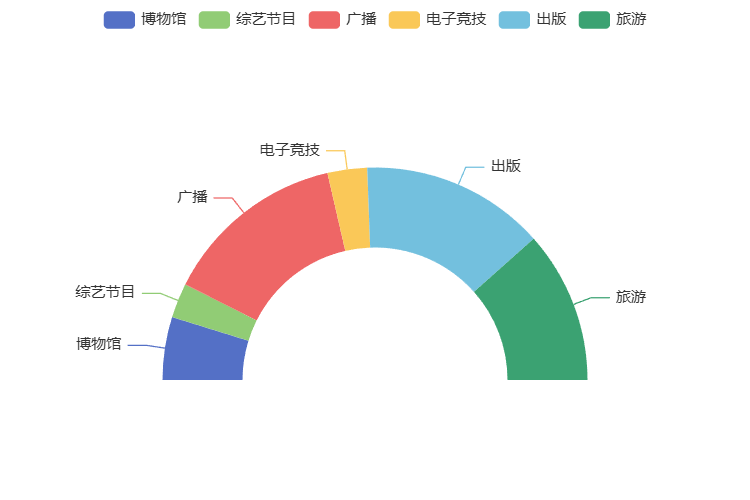 博物馆 综艺节目 广播 电子竞技 出版 旅游
电子竞技
出版
广播
综艺节目
旅游
博物馆